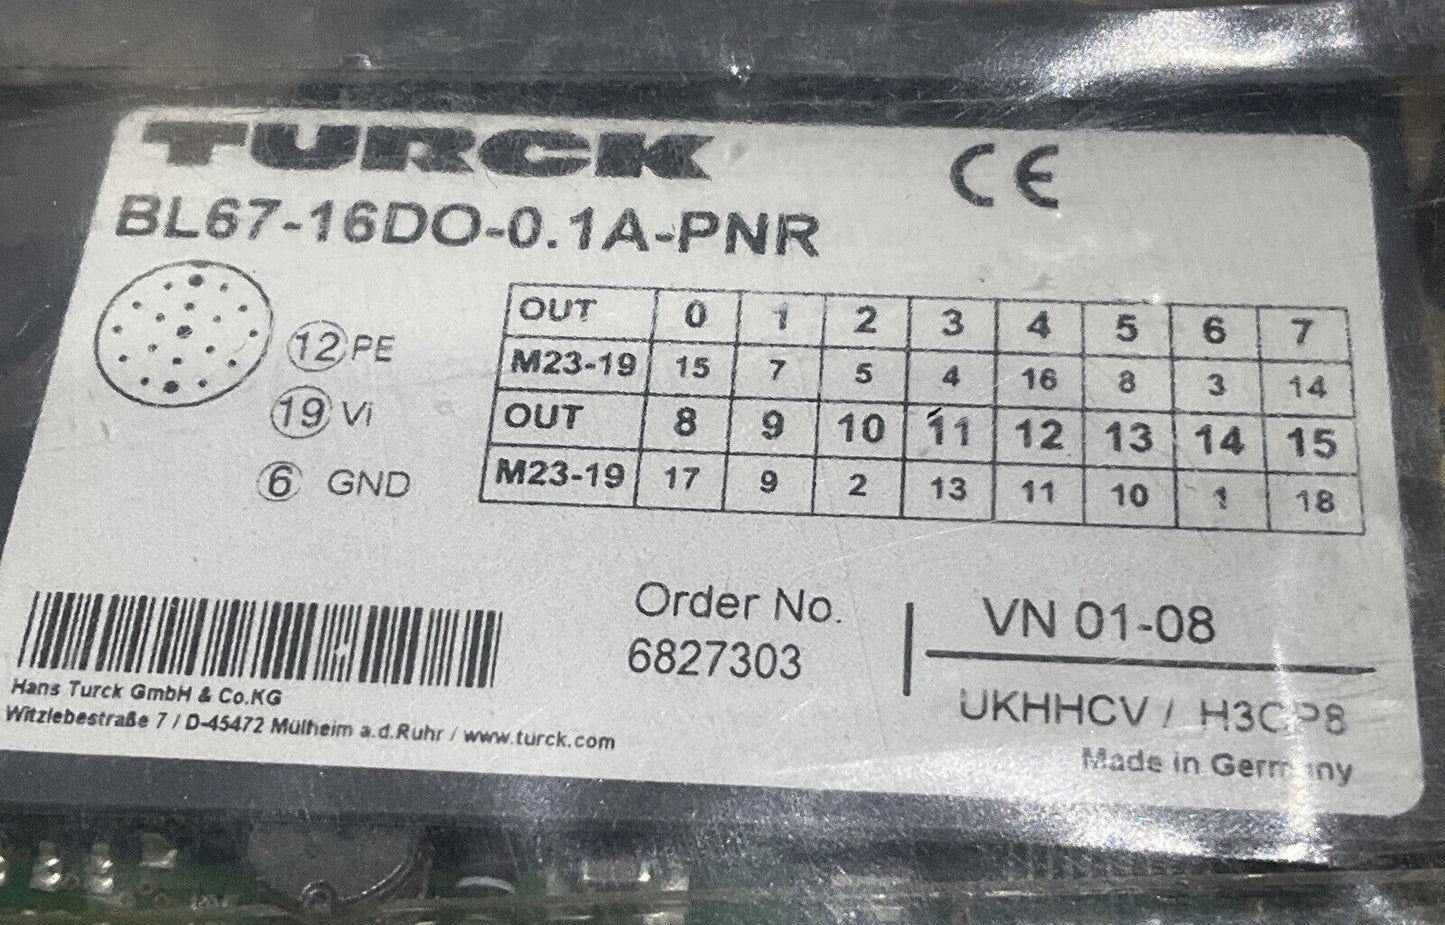 TURCK
CE
BL67-16DO-0.1A-PNR
12 PE
19 Vi
6 GND
OUT 0 1 2 3 4 5 6 7
M23-19 15 7 5 4 16 8 3 14
OUT 8 9 10 11 12 13 14 15
M23-19 17 9 2 13 11 10 1 18
Order No.
6827303
VN 01-08
UKHHCV / H3CP8
Made in Germany
Hans Turck GmbH & Co.KG
Witzlebestraße 7 / D-45472 Mülheim a.d.Ruhr / www.turck.com